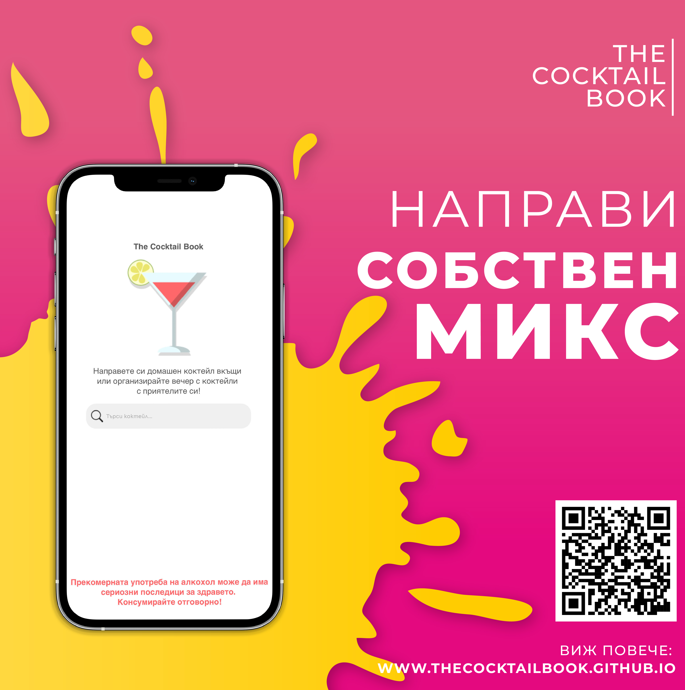 THE
COCKTAIL
BOOK
НАПРАВИ
СОБСТВЕН
МИКС
The Cocktail Book
Направете си домашен коктейл вкъщи
или организирайте вечер с коктейли
с приятелите си!
Търси коктейли...
Прекомерната употреба на алкохол може да има
сериозни последици за здравето.
Консумирайте отговорно!
ВИЖ ПОВЕЧЕ:
WWW.THECOCKTAILBOOK.GITHUB.IO